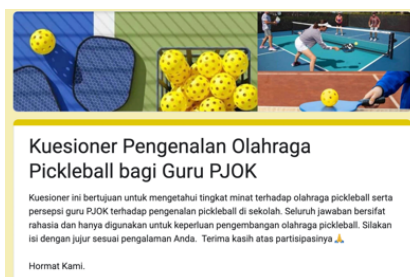 Kuesioner Pengenalan Olahraga
Pickleball bagi Guru PJOK
Kuesioner ini bertujuan untuk mengetahui tingkat minat terhadap olahraga pickleball serta
persepsi guru PJOK terhadap pengenalan pickleball di sekolah. Seluruh jawaban bersifat
rahasia dan hanya digunakan untuk keperluan pengembangan olahraga pickleball. Silakan
isi dengan jujur sesuai pengalaman Anda.  Terima kasih atas partisipasinya 🙏
Hormat Kami.